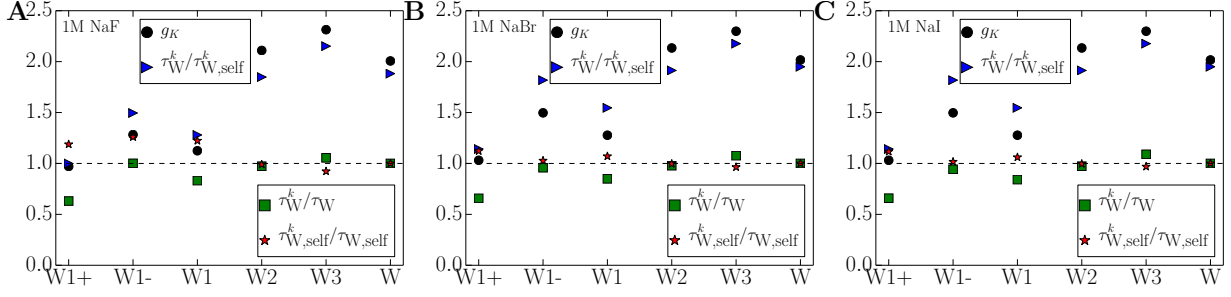 A
1M NaF
g_K
τ^k_W/τ^k_W,self
τ^k_W/τ_W
τ^k_W,self/τ_W,self
2.5
2.0
1.5
1.0
0.5
0.0
W1+ W1- W1 W2 W3 W
B
1M NaBr
g_K
τ^k_W/τ^k_W,self
τ^k_W/τ_W
τ^k_W,self/τ_W,self
2.5
2.0
1.5
1.0
0.5
0.0
W1+ W1- W1 W2 W3 W
C
1M NaI
g_K
τ^k_W/τ^k_W,self
τ^k_W/τ_W
τ^k_W,self/τ_W,self
2.5
2.0
1.5
1.0
0.5
0.0
W1+ W1- W1 W2 W3 W